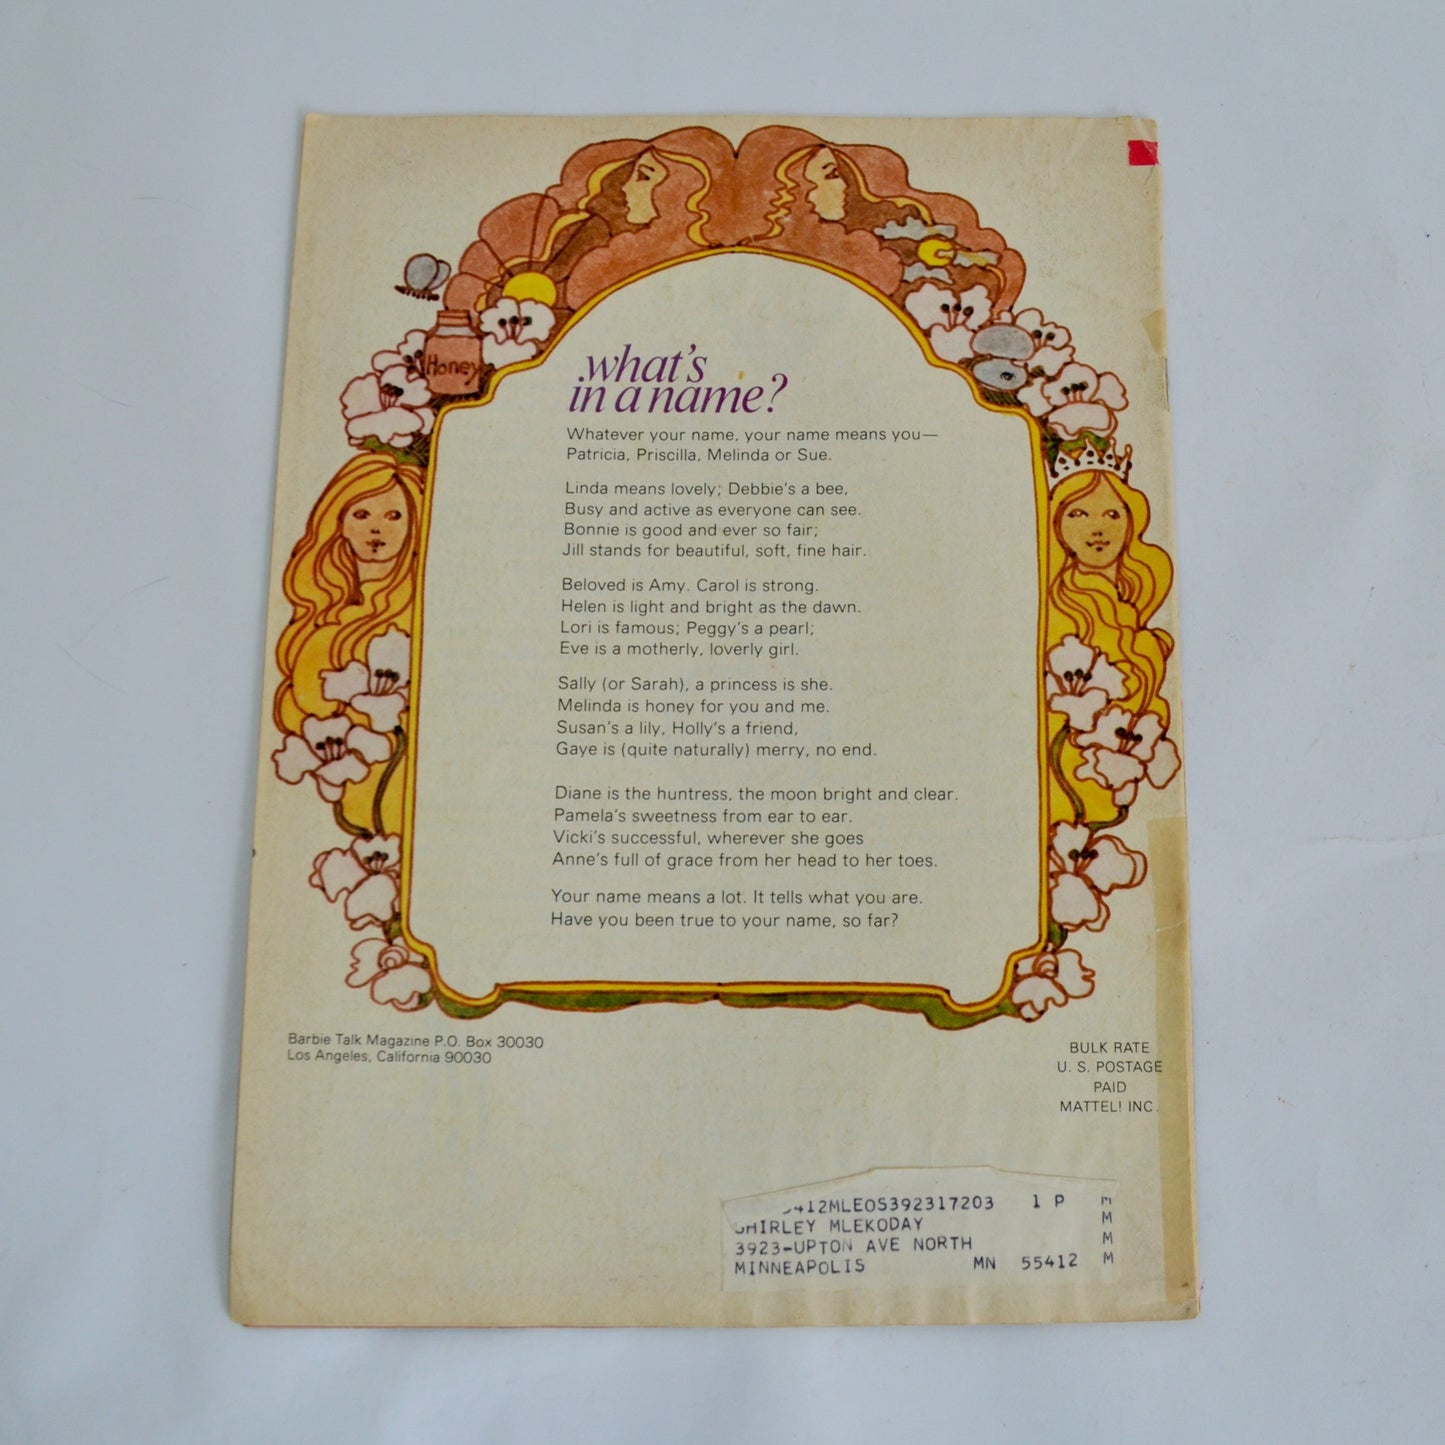 Honey
what's
in a name?
Whatever your name, your name means you—
Patricia, Priscilla, Melinda or Sue.
Linda means lovely; Debbie's a bee,
Busy and active as everyone can see.
Bonnie is good and ever so fair;
Jill stands for beautiful, soft, fine hair.
Beloved is Amy. Carol is strong.
Helen is light and bright as the dawn.
Lori is famous; Peggy's a pearl;
Eve is a motherly, loverly girl.
Sally (or Sarah), a princess is she.
Melinda is honey for you and me.
Susan's a lily, Holly's a friend,
Gaye is (quite naturally) merry, no end.
Diane is the huntress, the moon bright and clear.
Pamela's sweetness from ear to ear.
Vicki's successful, wherever she goes
Anne's full of grace from her head to her toes.
Your name means a lot. It tells what you are.
Have you been true to your name, so far?
Barbie Talk Magazine P.O. Box 30030
Los Angeles, California 90030
BULK RATE
U. S. POSTAGE
PAID
MATTEL! INC.
412MLEOS392317203 1 P M
SHIRLEY MLEKODAY M
3923-UPTON AVE NORTH M
MINNEAPOLIS MN 55412 M